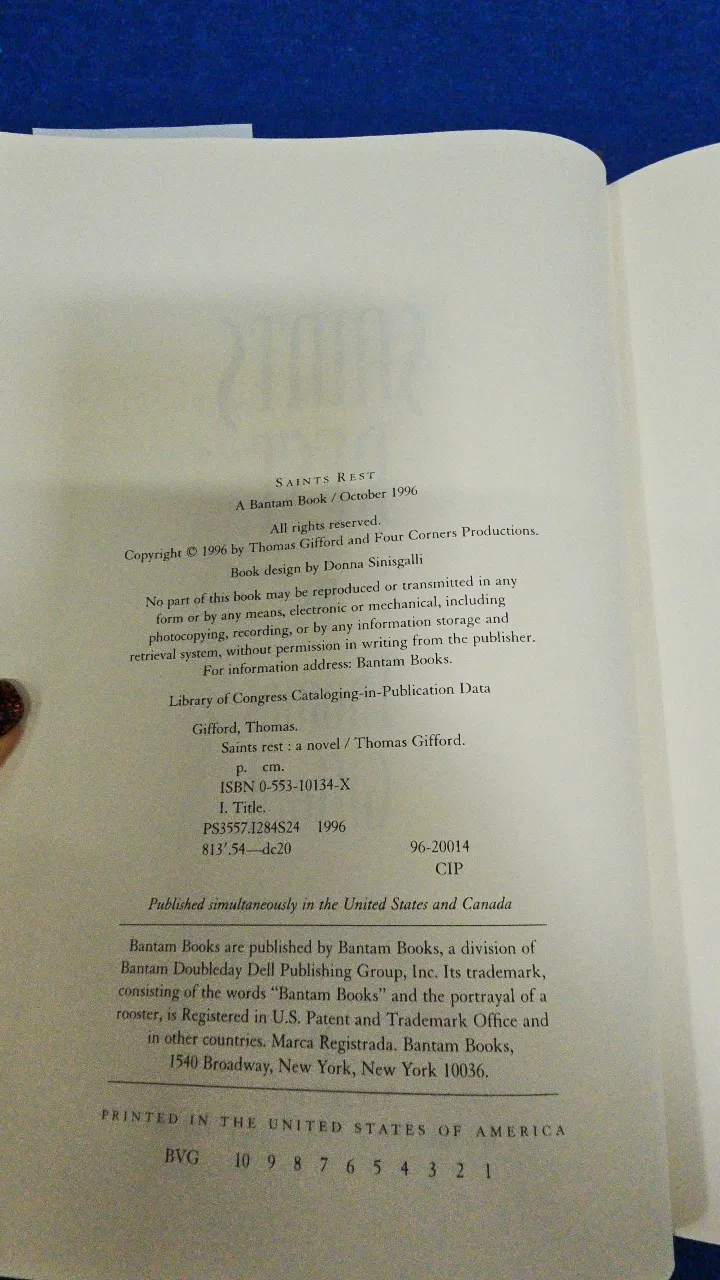 SAINTS REST
A Bantam Book / October 1996
All rights reserved.
Copyright © 1996 by Thomas Gifford and Four Corners Productions.
Book design by Donna Sinisgalli
No part of this book may be reproduced or transmitted in any
form or by any means, electronic or mechanical, including
photocopying, recording, or by any information storage and
retrieval system, without permission in writing from the publisher.
For information address: Bantam Books.
Library of Congress Cataloging-in-Publication Data
Gifford, Thomas.
Saints rest : a novel / Thomas Gifford.
p. cm.
ISBN 0-553-10134-X
I. Title.
PS3557.I284S24 1996
813'.54—dc20 96-20014
CIP
Published simultaneously in the United States and Canada
Bantam Books are published by Bantam Books, a division of
Bantam Doubleday Dell Publishing Group, Inc. Its trademark,
consisting of the words “Bantam Books” and the portrayal of a
rooster, is Registered in U.S. Patent and Trademark Office and
in other countries. Marca Registrada. Bantam Books,
1540 Broadway, New York, New York 10036.
PRINTED IN THE UNITED STATES OF AMERICA
BVG 10 9 8 7 6 5 4 3 2 1